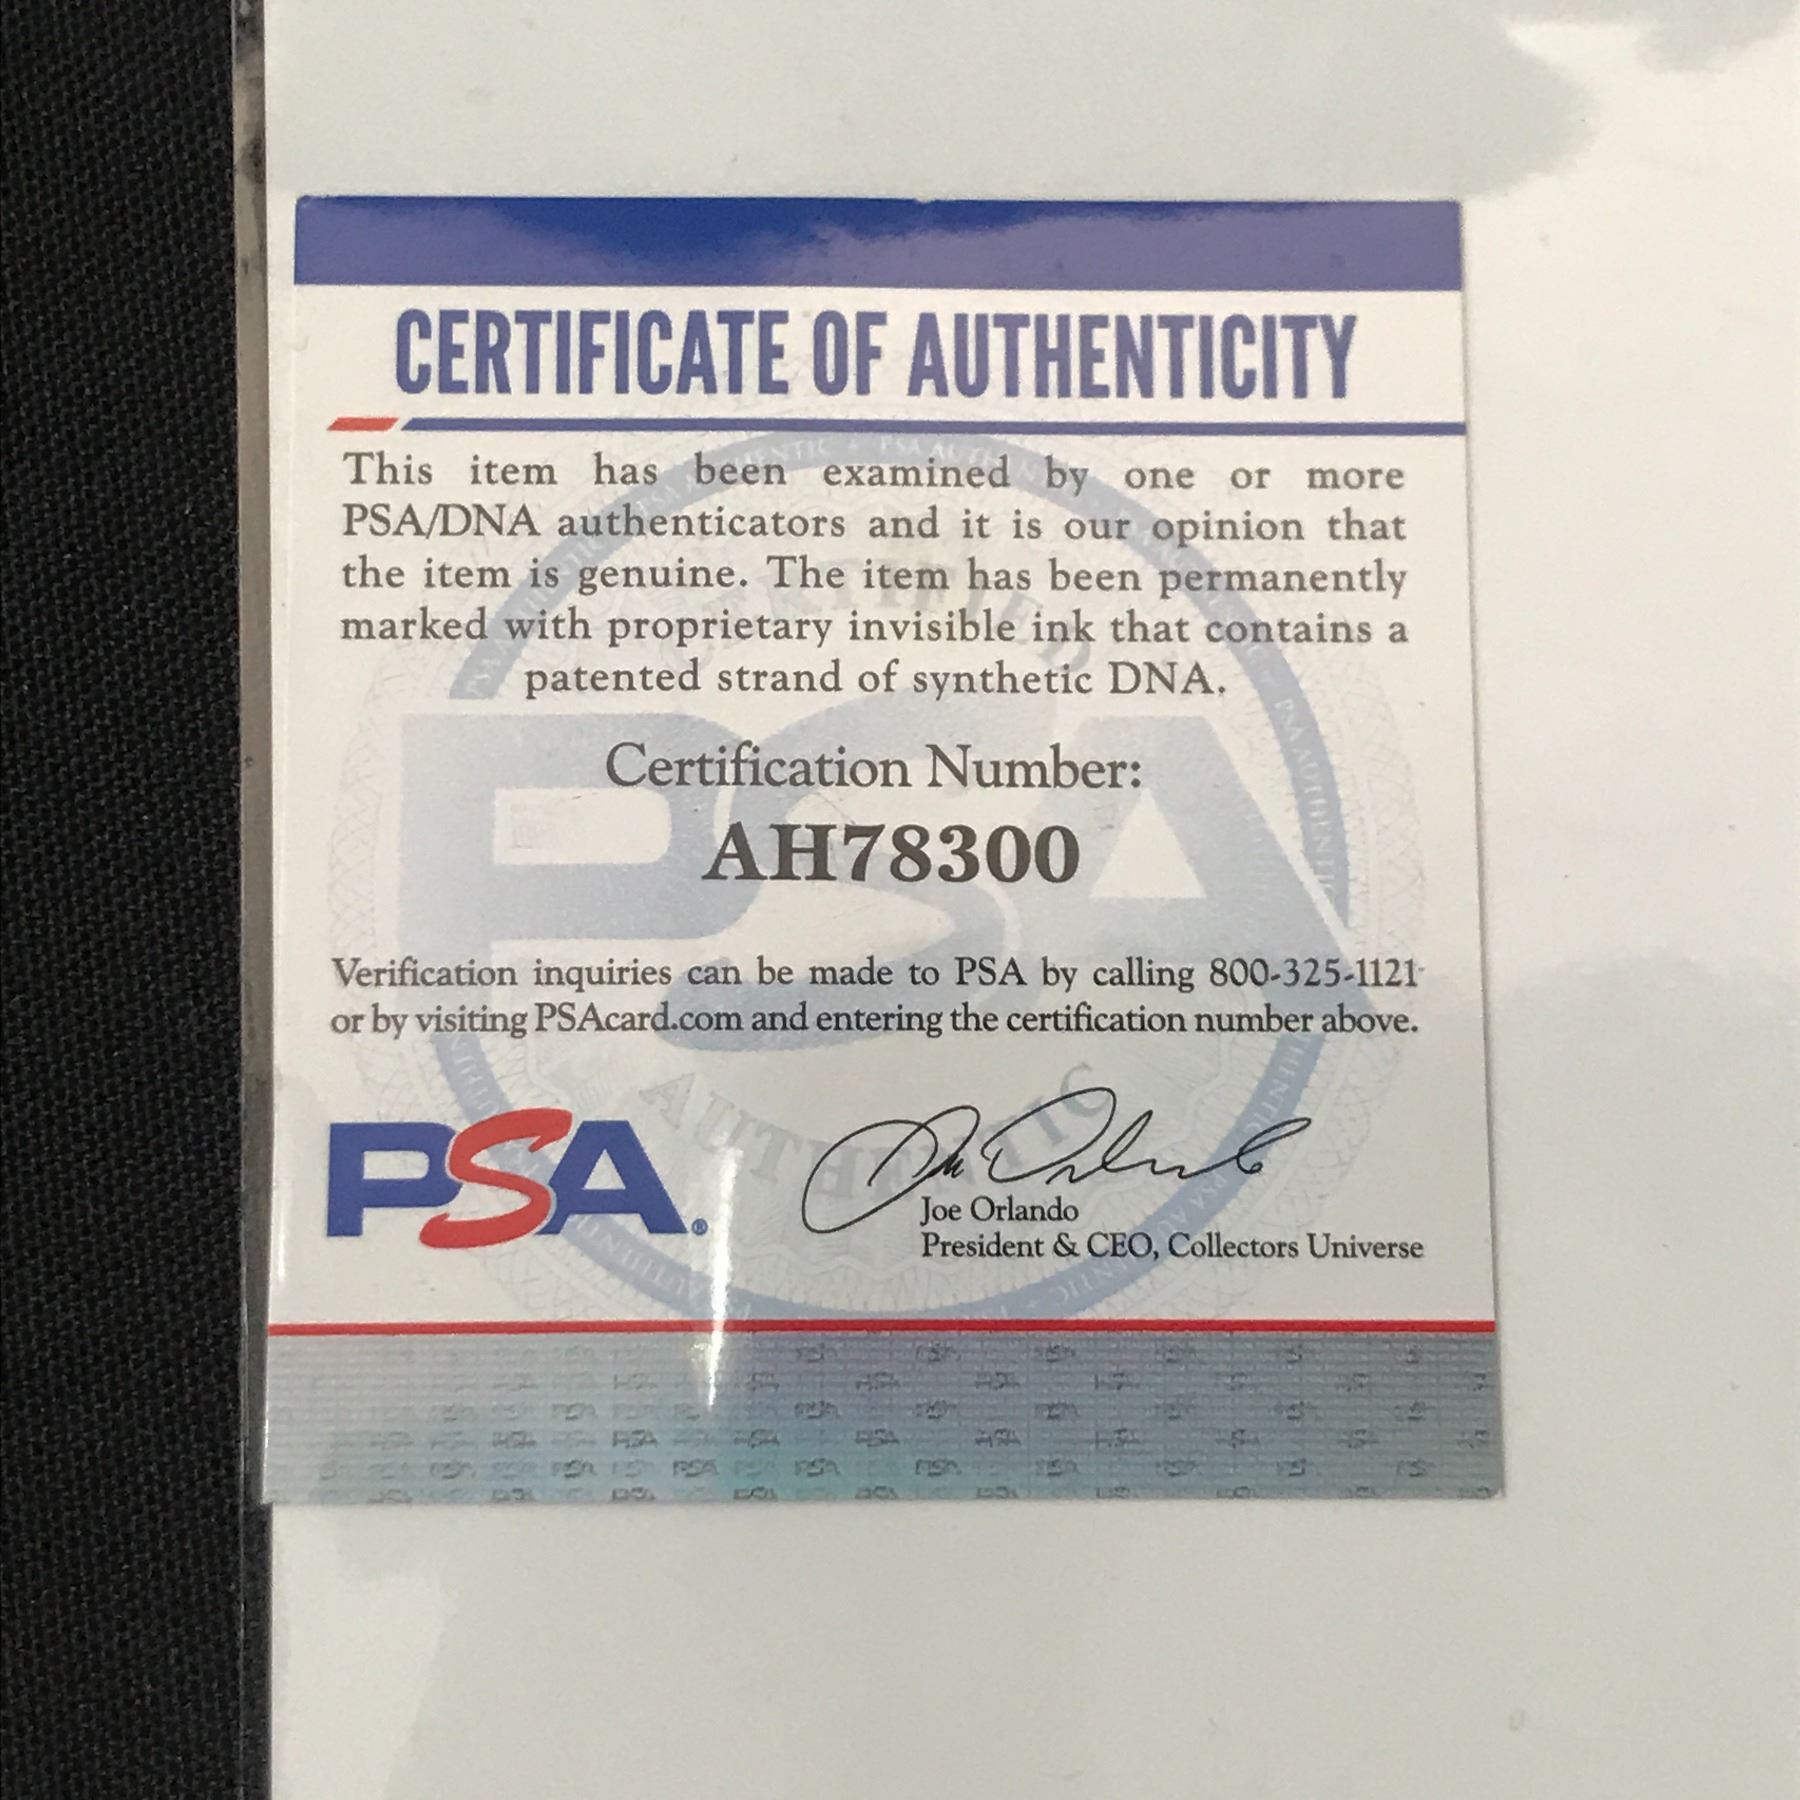 CERTIFICATE OF AUTHENTICITY
This item has been examined by one or more
PSA/DNA authenticators and it is our opinion that
the item is genuine. The item has been permanently
marked with proprietary invisible ink that contains a
patented strand of synthetic DNA.
Certification Number:
AH78300
Verification inquiries can be made to PSA by calling 800-325-1121
or by visiting PSAcard.com and entering the certification number above.
PSA
AUTHENTIC
PSA®
Joe Orlando
President & CEO, Collectors Universe